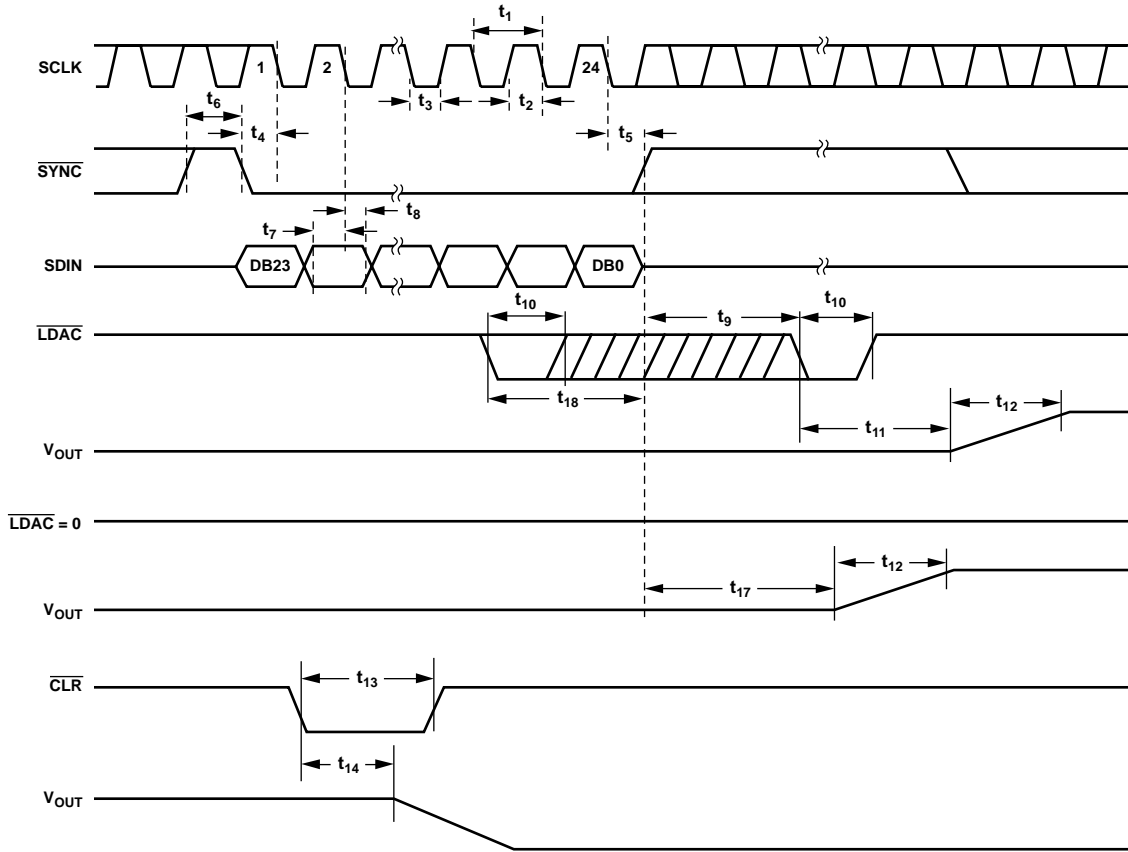 t1
SCLK
1
2
24
t3
t2
t6
t4
t5
SYNC
t7
t8
SDIN
DB23
DB0
t10
t9
t10
LDAC
t18
t11
t12
VOUT
LDAC = 0
t12
t17
VOUT
t13
CLR
t14
VOUT